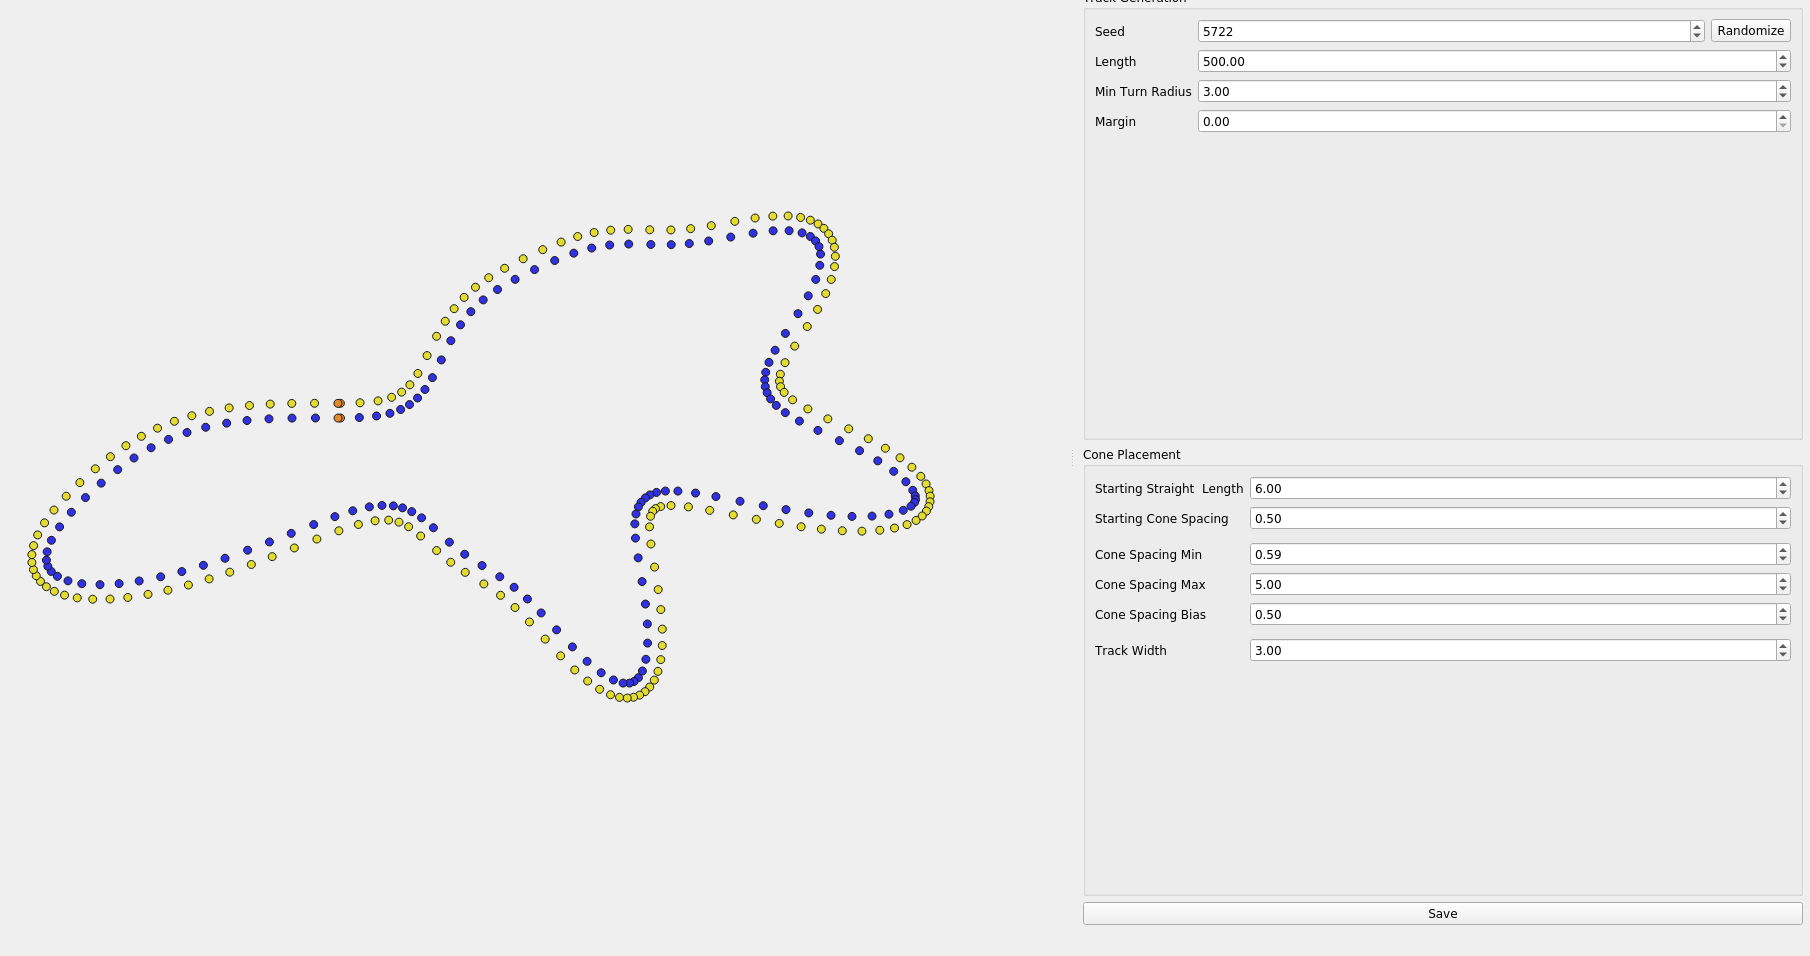 Track Generation
Seed 5722 Randomize
Length 500.00
Min Turn Radius 3.00
Margin 0.00
Cone Placement
Starting Straight Length 6.00
Starting Cone Spacing 0.50
Cone Spacing Min 0.59
Cone Spacing Max 5.00
Cone Spacing Bias 0.50
Track Width 3.00
Save